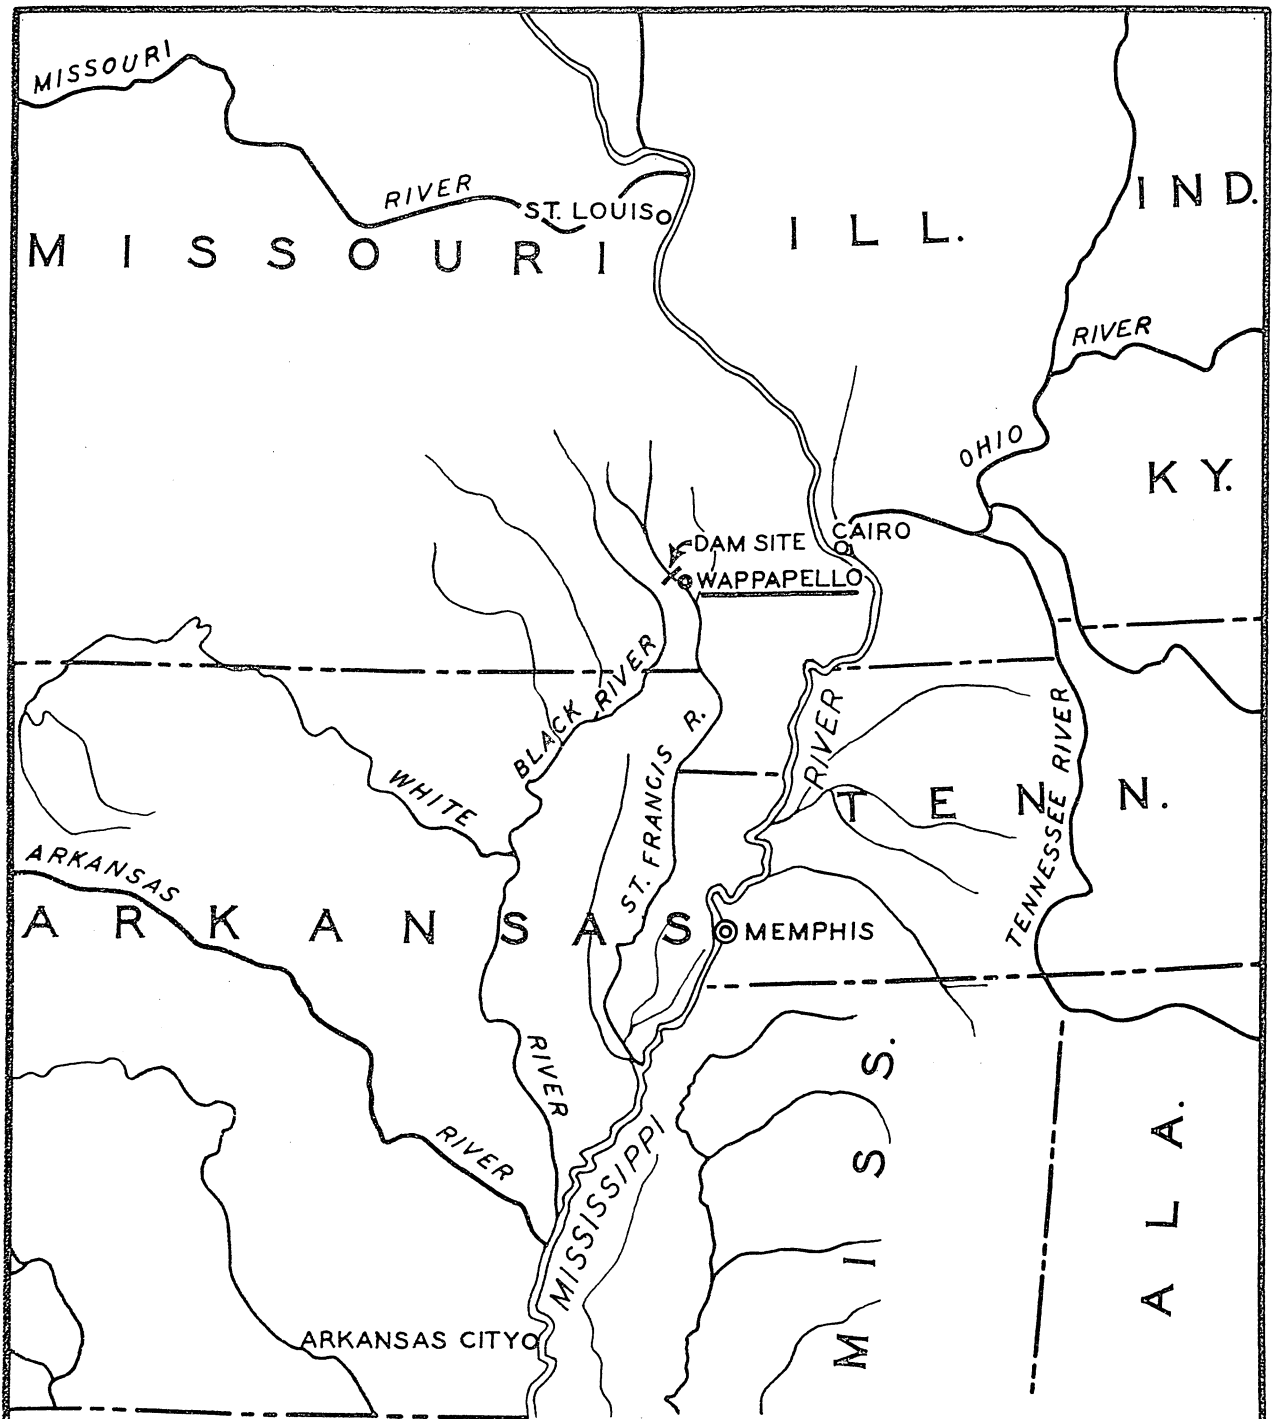 MISSOURI
RIVER
ST. LOUIS
MISSOURI
ILL.
IND.
RIVER
OHIO
KY.
CAIRO
DAM SITE
WAPPAPELLO
BLACK RIVER
ST. FRANCIS R.
RIVER
WHITE
TENN.
TENNESSEE RIVER
ARKANSAS
ARKANSAS
MEMPHIS
RIVER
RIVER
MISSISSIPPI
MISS.
ALA.
ARKANSAS CITY